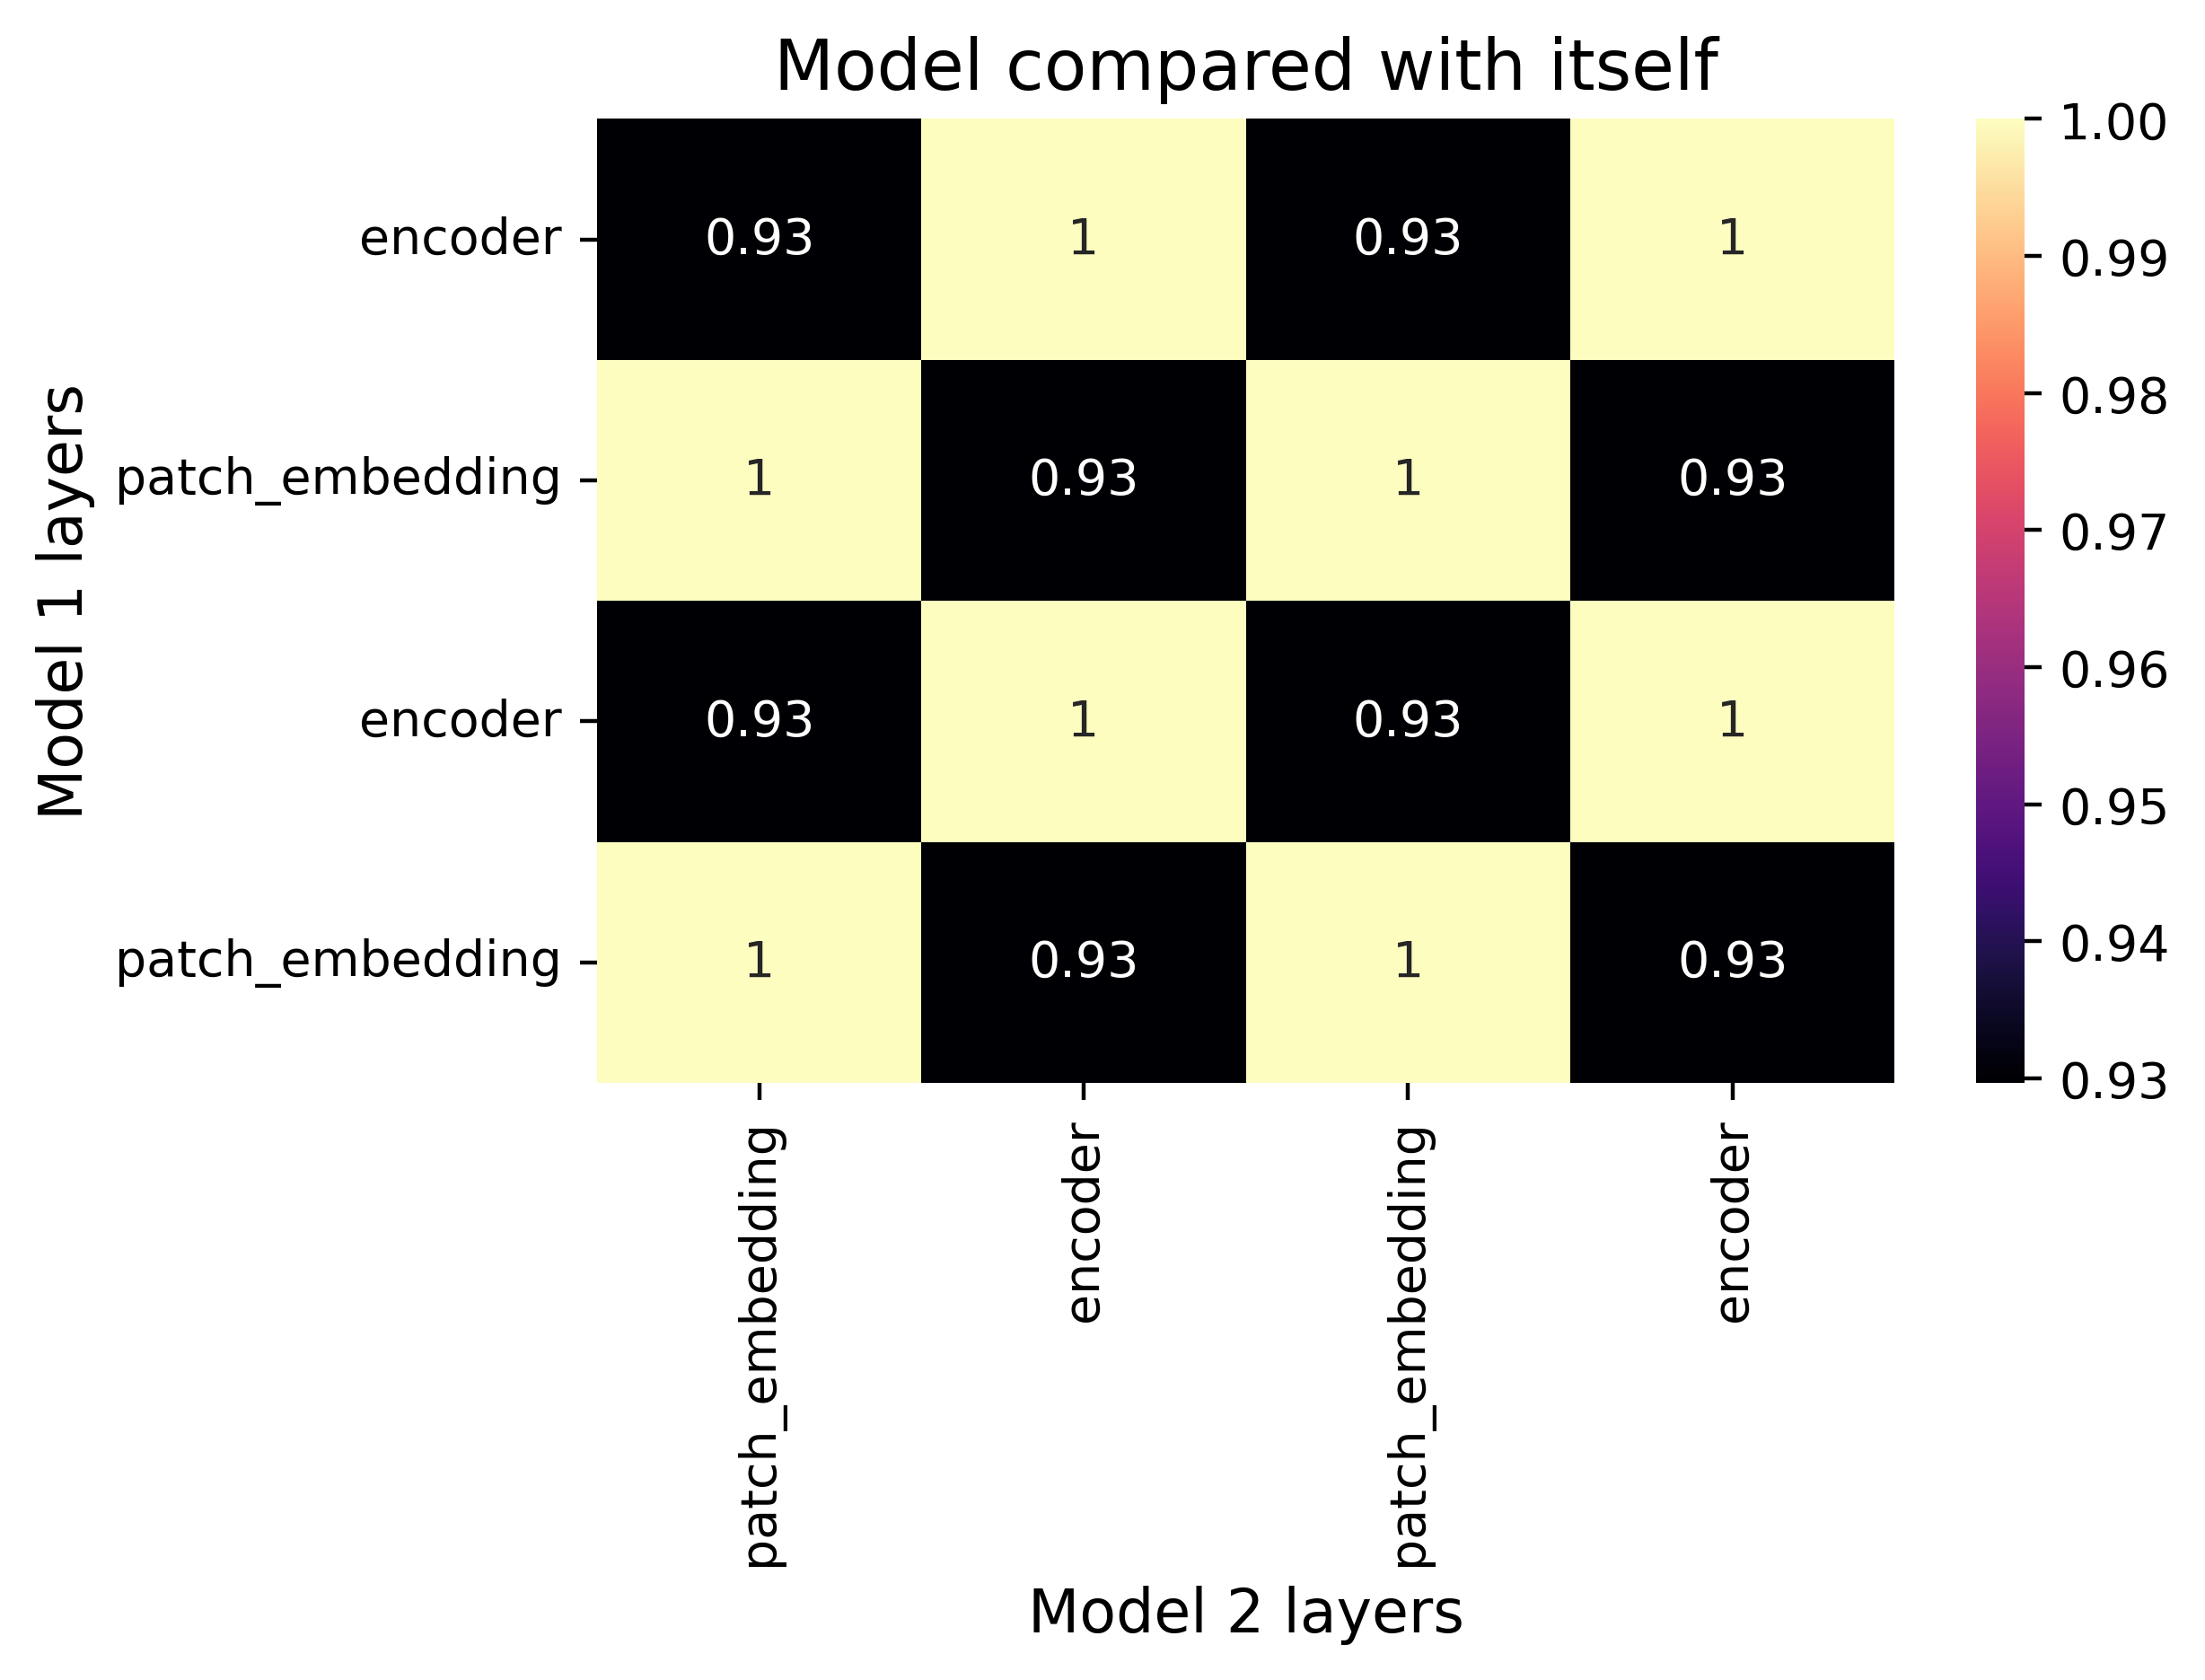 Model compared with itself
Model 1 layers
encoder
patch_embedding
encoder
patch_embedding
0.93 1 0.93 1
1 0.93 1 0.93
0.93 1 0.93 1
1 0.93 1 0.93
patch_embedding
encoder
patch_embedding
encoder
Model 2 layers
1.00
0.99
0.98
0.97
0.96
0.95
0.94
0.93